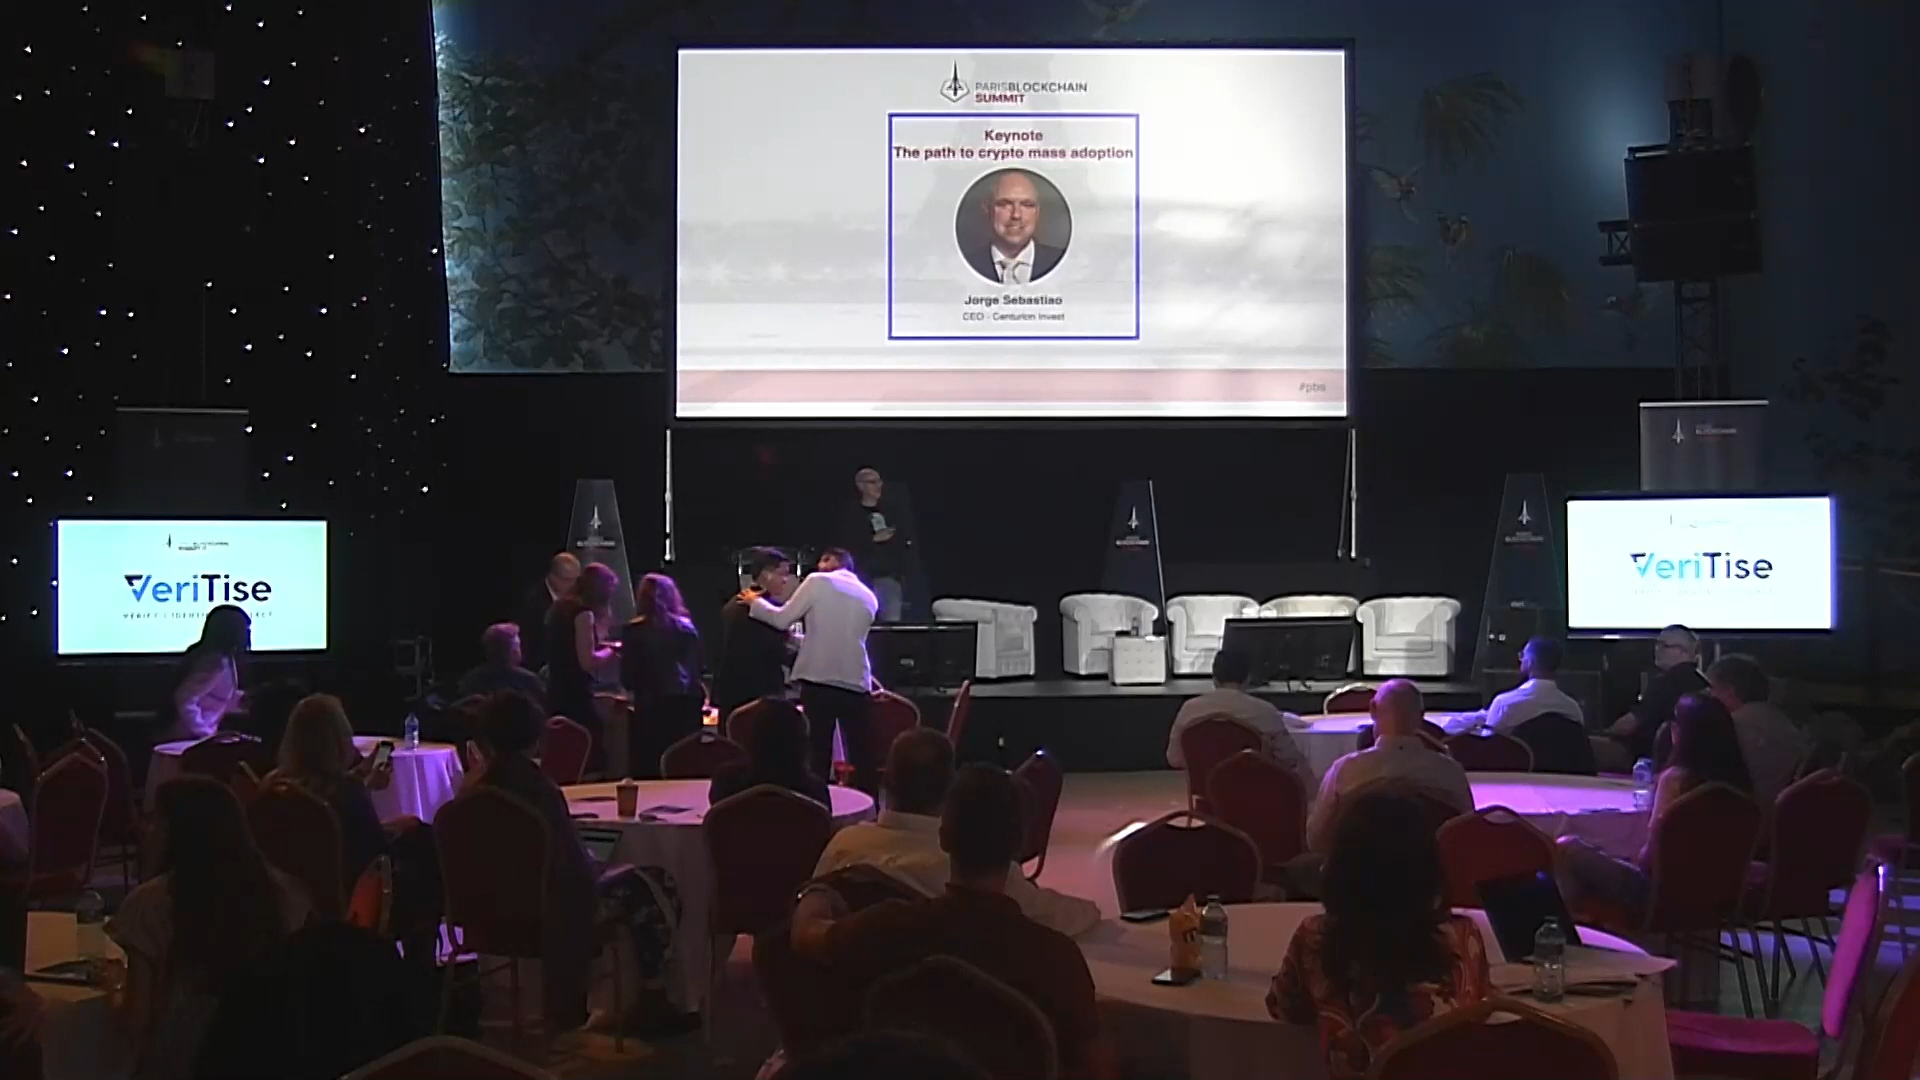 PARISBLOCKCHAIN
SUMMIT
Keynote
The path to crypto mass adoption
Jorge Sebastiao
CEO - Centurion Invest
#pbs
VeriTise
VeriTise